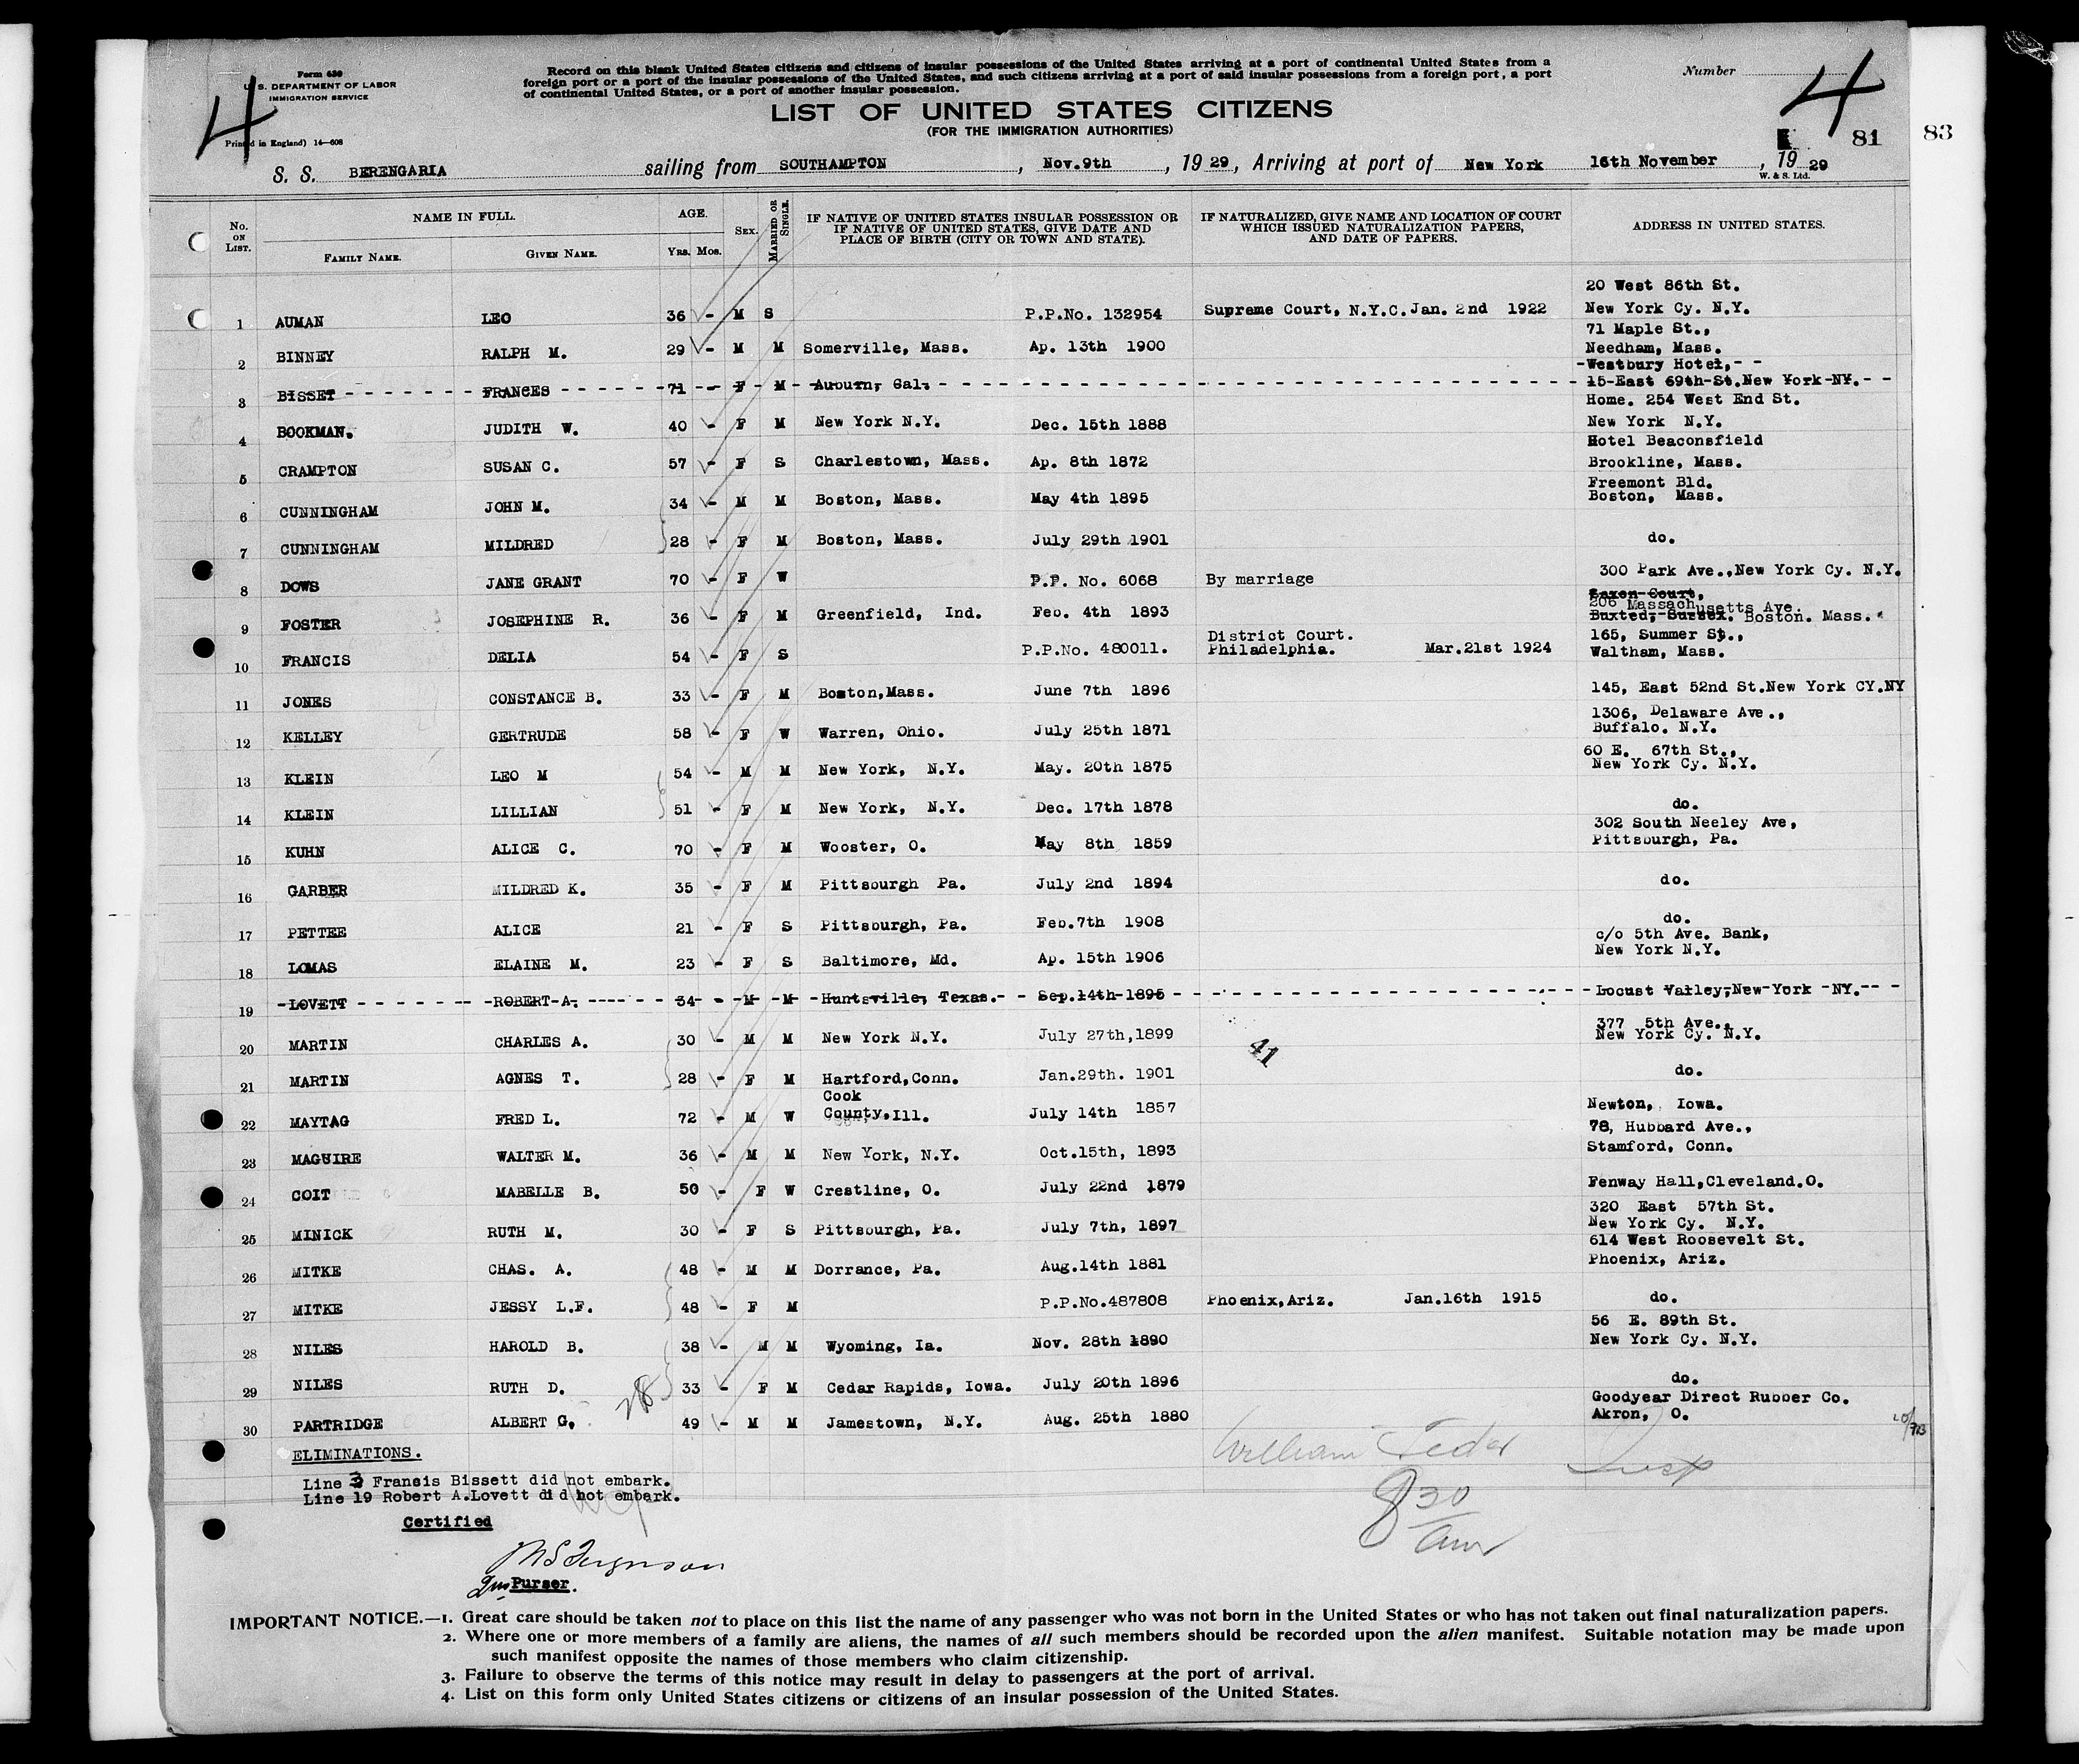 4
Form 630
U. S. DEPARTMENT OF LABOR
IMMIGRATION SERVICE
Printed in England) 14—608
Record on this blank United States citizens and citizens of insular possessions of the United States arriving at a port of continental United States from a
foreign port or a port of the insular possessions of the United States, and such citizens arriving at a port of said insular possessions from a foreign port, a port
of continental United States, or a port of another insular possession.
Number
4
LIST OF UNITED STATES CITIZENS
(FOR THE IMMIGRATION AUTHORITIES)
81
83
S. S. BERENGARIA sailing from SOUTHAMPTON, Nov.9th, 1929, Arriving at port of New York 16th November, 1929
W. & S. Ltd.
No. ON LIST. NAME IN FULL. FAMILY NAME. GIVEN NAME. AGE. YRS. MOS. SEX. MARRIED OR SINGLE. IF NATIVE OF UNITED STATES INSULAR POSSESSION OR IF NATIVE OF UNITED STATES, GIVE DATE AND PLACE OF BIRTH (CITY OR TOWN AND STATE). IF NATURALIZED, GIVE NAME AND LOCATION OF COURT WHICH ISSUED NATURALIZATION PAPERS, AND DATE OF PAPERS. ADDRESS IN UNITED STATES.
1 AUMAN LEO 36 - M S P.P.No. 132954 Supreme Court, N.Y.C. Jan. 2nd 1922 20 West 86th St. New York Cy. N.Y.
2 BINNEY RALPH M. 29 - M M Somerville, Mass. Ap. 13th 1900 71 Maple St., Needham, Mass.
3 BISSET FRANCES 71 - F M Auburn, Cal. Westbury Hotel, 15 East 69th St. New York NY.
4 BOOKMAN. JUDITH W. 40 - F M New York N.Y. Dec. 15th 1888 Home. 254 West End St. New York N.Y.
5 CRAMPTON SUSAN C. 57 - F S Charlestown, Mass. Ap. 8th 1872 Hotel Beaconsfield Brookline, Mass.
6 CUNNINGHAM JOHN M. 34 - M M Boston, Mass. May 4th 1895 Freemont Bld. Boston, Mass.
7 CUNNINGHAM MILDRED 28 - F M Boston, Mass. July 29th 1901 do.
8 DOWS JANE GRANT 70 - F W P.P. No. 6068 By marriage 300 Park Ave.,New York Cy. N.Y.
9 FOSTER JOSEPHINE R. 36 - F M Greenfield, Ind. Feb. 4th 1893 Saxon Court, Buxted, Sussex. 206 Massachusetts Ave. Boston. Mass.
10 FRANCIS DELIA 54 - F S P.P.No. 480011. District Court. Philadelphia. Mar.21st 1924 165, Summer St., Waltham, Mass.
11 JONES CONSTANCE B. 33 - F M Boston,Mass. June 7th 1896 145, East 52nd St.New York CY.NY
12 KELLEY GERTRUDE 58 - F W Warren, Ohio. July 25th 1871 1306, Delaware Ave., Buffalo. N.Y.
13 KLEIN LEO M 54 - M M New York, N.Y. May. 20th 1875 60 E. 67th St., New York Cy. N.Y.
14 KLEIN LILLIAN 51 - F M New York, N.Y. Dec. 17th 1878 do.
15 KUHN ALICE C. 70 - F M Wooster, O. May 8th 1859 302 South Neeley Ave, Pittsburgh, Pa.
16 GARBER MILDRED K. 35 - F M Pittsburgh Pa. July 2nd 1894 do.
17 PETTEE ALICE 21 - F S Pittsburgh, Pa. Feb.7th 1908 do.
18 LOMAS ELAINE M. 23 - F S Baltimore, Md. Ap. 15th 1906 c/o 5th Ave. Bank, New York N.Y.
19 LOVETT ROBERT A. 34 - M M Huntsville, Texas. Sep.14th 1895 Locust Valley, New York NY.
20 MARTIN CHARLES A. 30 - M M New York N.Y. July 27th,1899 377 5th Ave., New York Cy. N.Y.
41
21 MARTIN AGNES T. 28 - F M Hartford,Conn. Jan.29th. 1901 do.
22 MAYTAG FRED L. 72 - M W Cook County,Ill. July 14th 1857 Newton, Iowa.
23 MAGUIRE WALTER M. 36 - M M New York, N.Y. Oct.15th, 1893 78, Hubbard Ave., Stamford, Conn.
24 COIT MABELLE B. 50 - F W Crestline, O. July 22nd 1879 Fenway Hall,Cleveland.O.
25 MINICK RUTH M. 30 - F S Pittsburgh, Pa. July 7th, 1897 320 East 57th St. New York Cy. N.Y.
26 MITKE CHAS. A. 48 - M M Dorrance, Pa. Aug.14th 1881 614 West Roosevelt St. Phoenix, Ariz.
27 MITKE JESSY L.F. 48 - F M P.P.No.487808 Phoenix,Ariz. Jan.16th 1915 do.
28 NILES HAROLD B. 38 - M M Wyoming, Ia. Nov. 28th 1890 56 E. 89th St. New York Cy. N.Y.
29 NILES RUTH D. 33 - F M Cedar Rapids, Iowa. July 20th 1896 do.
28
30 PARTRIDGE ALBERT G. 49 - M M Jamestown, N.Y. Aug. 25th 1880 Goodyear Direct Rubber Co. Akron, O.
ELIMINATIONS.
Line 3 Fransis Bissett did not embark.
Line 19 Robert A.Lovett did not embark.
William
Insp
8 30
am
Certified
Purser.
IMPORTANT NOTICE.—1. Great care should be taken not to place on this list the name of any passenger who was not born in the United States or who has not taken out final naturalization papers.
2. Where one or more members of a family are aliens, the names of all such members should be recorded upon the alien manifest. Suitable notation may be made upon
such manifest opposite the names of those members who claim citizenship.
3. Failure to observe the terms of this notice may result in delay to passengers at the port of arrival.
4. List on this form only United States citizens or citizens of an insular possession of the United States.